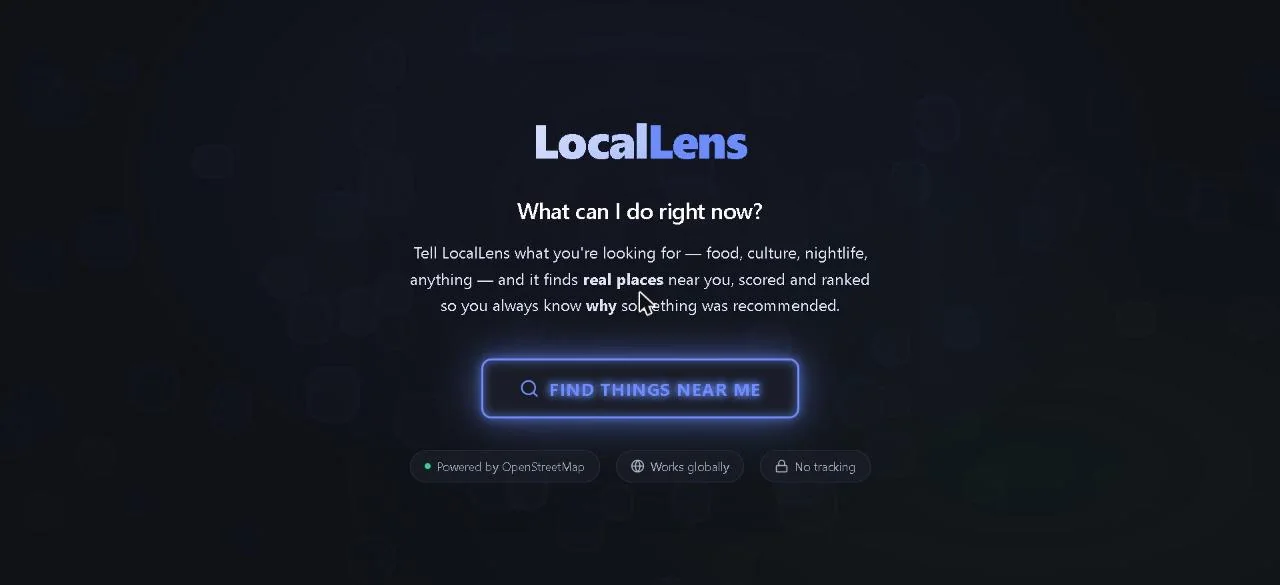 LocalLens
What can I do right now?
Tell LocalLens what you're looking for — food, culture, nightlife,
anything — and it finds real places near you, scored and ranked
so you always know why something was recommended.
FIND THINGS NEAR ME
Powered by OpenStreetMap
Works globally
No tracking